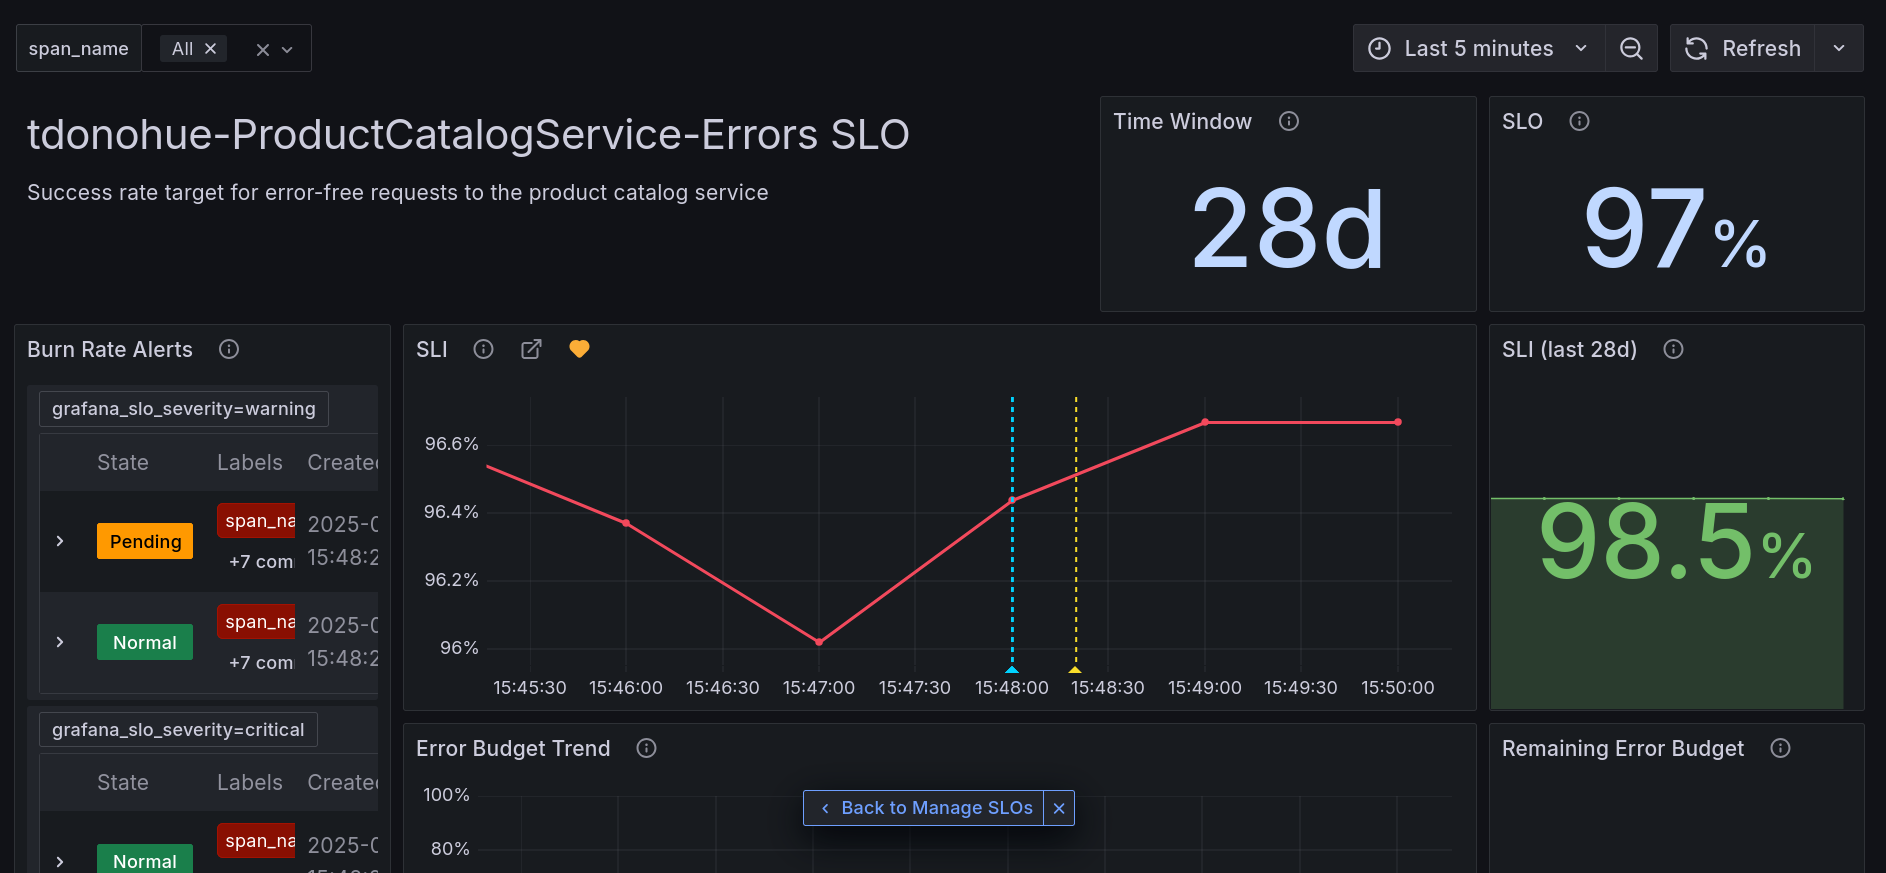 span_name All
Last 5 minutes
Refresh
tdonohue-ProductCatalogService-Errors SLO
Success rate target for error-free requests to the product catalog service
Time Window
28d
SLO
97%
Burn Rate Alerts
grafana_slo_severity=warning
State Labels Created
Pending span_na 2025-0
+7 com 15:48:2
Normal span_na 2025-0
+7 com 15:48:2
grafana_slo_severity=critical
State Labels Created
Normal span_na 2025-0
SLI
96.6%
96.4%
96.2%
96%
15:45:30 15:46:00 15:46:30 15:47:00 15:47:30 15:48:00 15:48:30 15:49:00 15:49:30 15:50:00
SLI (last 28d)
98.5%
Error Budget Trend
100%
80%
Back to Manage SLOs
Remaining Error Budget